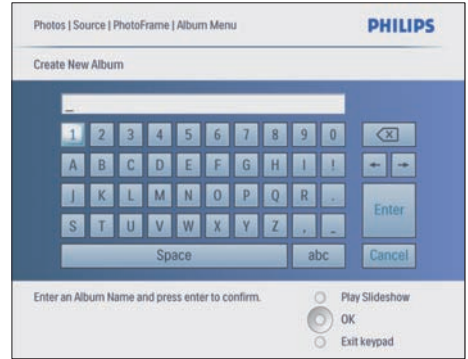 Photos | Source | PhotoFrame | Album Menu
PHILIPS
Create New Album
_
1 2 3 4 5 6 7 8 9 0
A B C D E F G H I !
J K L M N O P Q R .
Enter
S T U V W X Y Z , _
Space abc Cancel
Enter an Album Name and press enter to confirm.
Play Slideshow
OK
Exit keypad